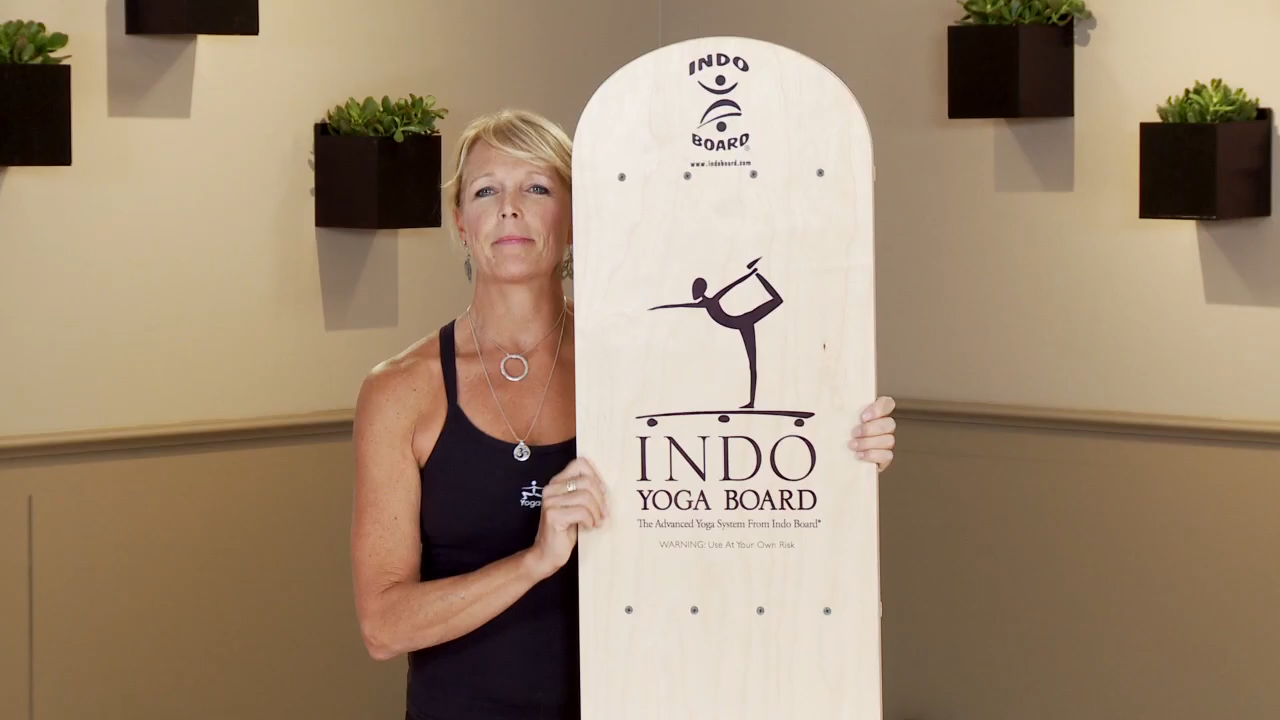 INDO
BOARD®
www.indoboard.com
INDO
YOGA BOARD
The Advanced Yoga System From Indo Board®
WARNING: Use At Your Own Risk
Yoga